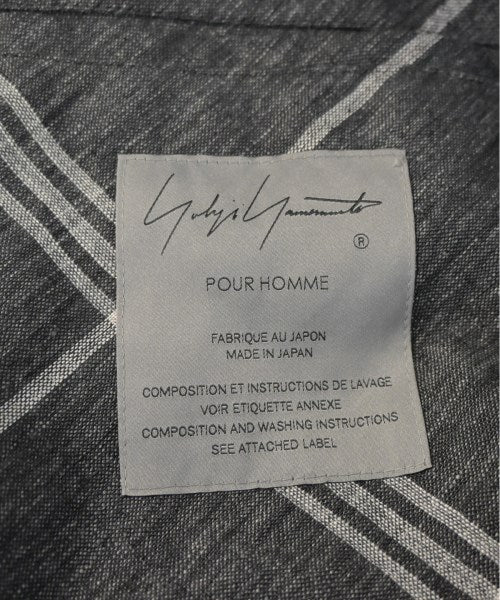 Yohji Yamamoto
®
POUR HOMME
FABRIQUE AU JAPON
MADE IN JAPAN
COMPOSITION ET INSTRUCTIONS DE LAVAGE
VOIR ETIQUETTE ANNEXE
COMPOSITION AND WASHING INSTRUCTIONS
SEE ATTACHED LABEL